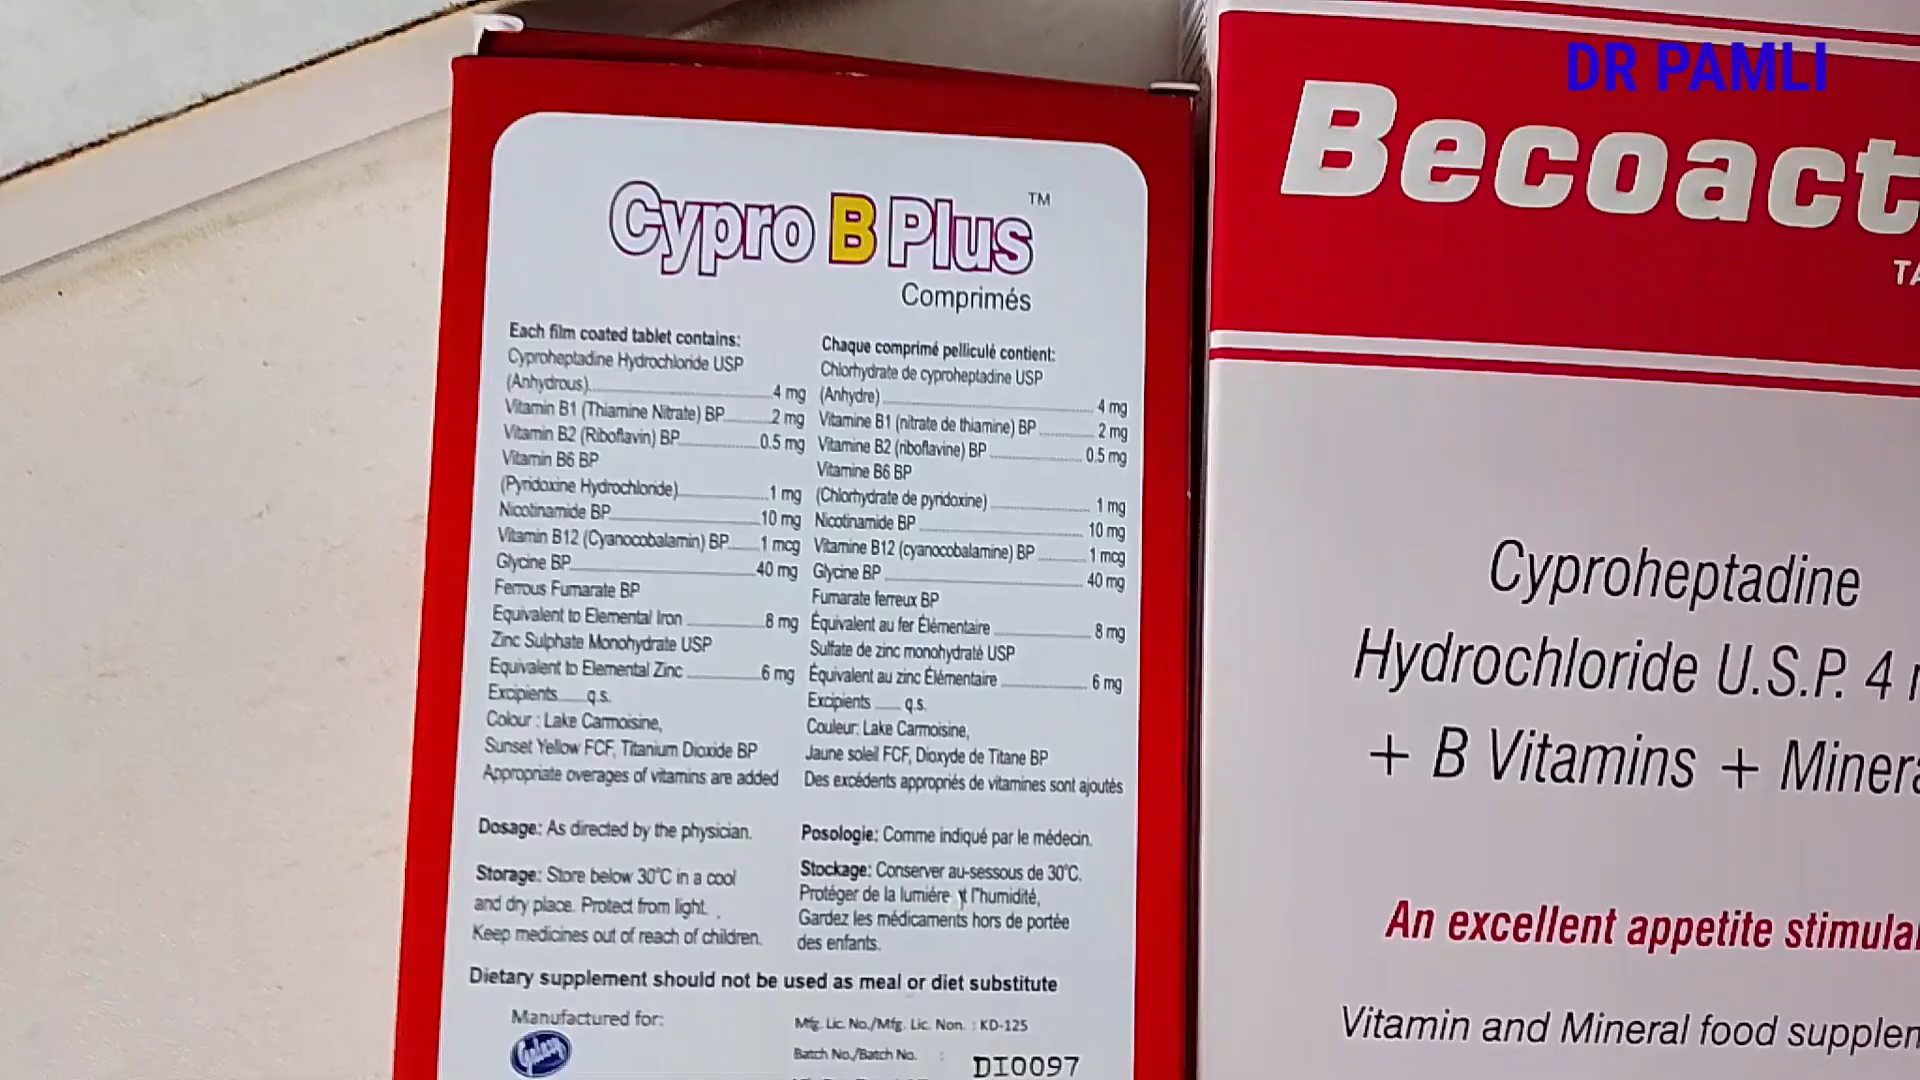 DR PAMLI
Cypro B Plus™
Comprimés
Each film coated tablet contains:
Cyproheptadine Hydrochloride USP
(Anhydrous) 4 mg
Vitamin B1 (Thiamine Nitrate) BP 2 mg
Vitamin B2 (Riboflavin) BP 0.5 mg
Vitamin B6 BP
(Pyridoxine Hydrochloride) 1 mg
Nicotinamide BP 10 mg
Vitamin B12 (Cyanocobalamin) BP 1 mcg
Glycine BP 40 mg
Ferrous Fumarate BP
Equivalent to Elemental Iron 8 mg
Zinc Sulphate Monohydrate USP
Equivalent to Elemental Zinc 6 mg
Excipients q.s.
Colour : Lake Carmoisine,
Sunset Yellow FCF, Titanium Dioxide BP
Appropriate overages of vitamins are added
Dosage: As directed by the physician.
Storage: Store below 30°C in a cool
and dry place. Protect from light.
Keep medicines out of reach of children.
Chaque comprimé pelliculé contient:
Chlorhydrate de cyproheptadine USP
(Anhydre) 4 mg
Vitamine B1 (nitrate de thiamine) BP 2 mg
Vitamine B2 (riboflavine) BP 0.5 mg
Vitamine B6 BP
(Chlorhydrate de pyridoxine) 1 mg
Nicotinamide BP 10 mg
Vitamine B12 (cyanocobalamine) BP 1 mcg
Glycine BP 40 mg
Fumarate ferreux BP
Équivalent au fer Élémentaire 8 mg
Sulfate de zinc monohydraté USP
Équivalent au zinc Élémentaire 6 mg
Excipients q.s.
Couleur: Lake Carmoisine,
Jaune soleil FCF, Dioxyde de Titane BP
Des excédents appropriés de vitamines sont ajoutés
Posologie: Comme indiqué par le médecin.
Stockage: Conserver au-sessous de 30°C.
Protéger de la lumiére l'humidité,
Gardez les médicaments hors de portée
des enfants.
Dietary supplement should not be used as meal or diet substitute
Manufactured for:
Galaxy
Mfg. Lic. No./Mfg. Lic. Non. : KD-125
Batch No./Batch No. : DI0097
Becoact
TA
Cyproheptadine
Hydrochloride U.S.P. 4
+ B Vitamins + Minera
An excellent appetite stimula
Vitamin and Mineral food supplem